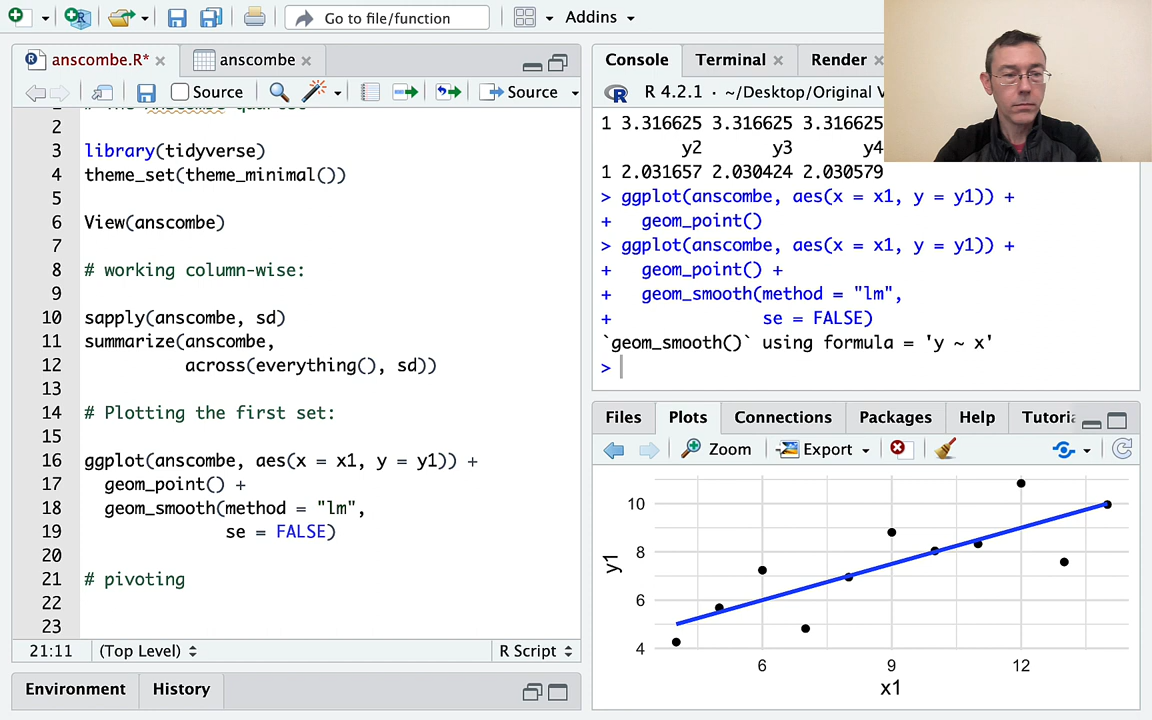 Go to file/function
Addins
anscombe.R*
anscombe
Source
Source
2
3 library(tidyverse)
4 theme_set(theme_minimal())
5
6 View(anscombe)
7
8 # working column-wise:
9
10 sapply(anscombe, sd)
11 summarize(anscombe,
12 across(everything(), sd))
13
14 # Plotting the first set:
15
16 ggplot(anscombe, aes(x = x1, y = y1)) +
17 geom_point() +
18 geom_smooth(method = "lm",
19 se = FALSE)
20
21 # pivoting
22
23
21:11 (Top Level) R Script
Environment History
Console Terminal Render
R 4.2.1 · ~/Desktop/Original
1 3.316625 3.316625 3.316625
y2 y3 y4
1 2.031657 2.030424 2.030579
> ggplot(anscombe, aes(x = x1, y = y1)) +
+ geom_point()
> ggplot(anscombe, aes(x = x1, y = y1)) +
+ geom_point() +
+ geom_smooth(method = "lm",
+ se = FALSE)
`geom_smooth()` using formula = 'y ~ x'
>
Files Plots Connections Packages Help
Zoom Export
10
8
6
4
y1
6 9 12
x1